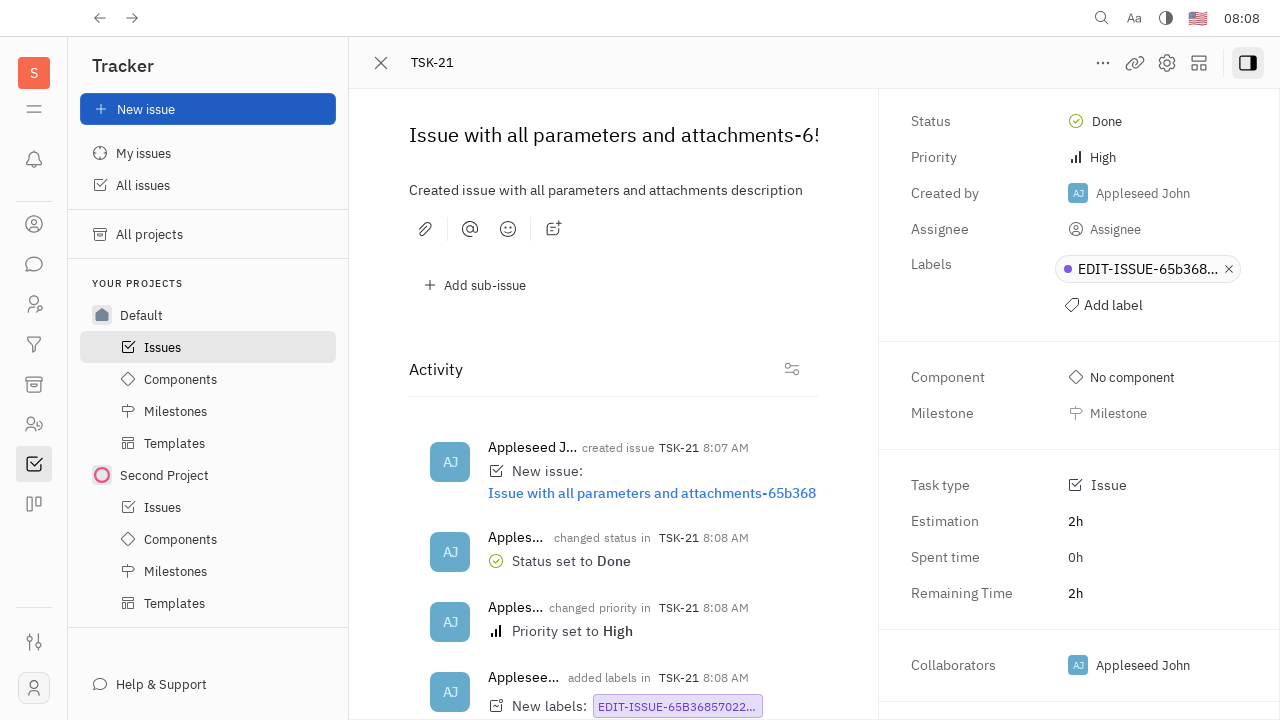 Aa
08:08
S
Tracker
New issue
My issues
All issues
All projects
YOUR PROJECTS
Default
Issues
Components
Milestones
Templates
Second Project
Issues
Components
Milestones
Templates
Help & Support
TSK-21
Issue with all parameters and attachments-6
Created issue with all parameters and attachments description
Add sub-issue
Activity
AJ
Appleseed J... created issue TSK-21 8:07 AM
New issue:
Issue with all parameters and attachments-65b368
AJ
Apples... changed status in TSK-21 8:08 AM
Status set to Done
AJ
Apples... changed priority in TSK-21 8:08 AM
Priority set to High
AJ
Applesee... added labels in TSK-21 8:08 AM
New labels: EDIT-ISSUE-65B36857022...
Status Done
Priority High
Created by AJ Appleseed John
Assignee Assignee
Labels EDIT-ISSUE-65b368...
Add label
Component No component
Milestone Milestone
Task type Issue
Estimation 2h
Spent time 0h
Remaining Time 2h
Collaborators AJ Appleseed John